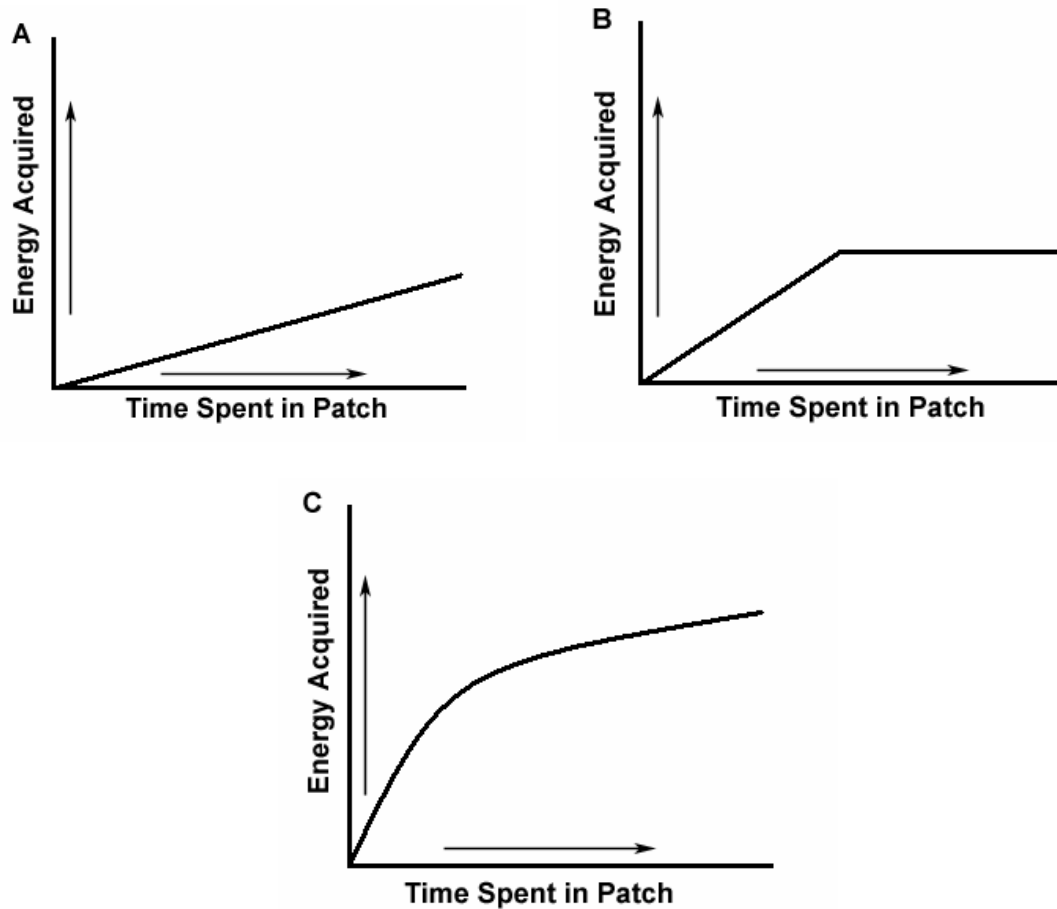 A
Energy Acquired
Time Spent in Patch
B
Energy Acquired
Time Spent in Patch
C
Energy Acquired
Time Spent in Patch